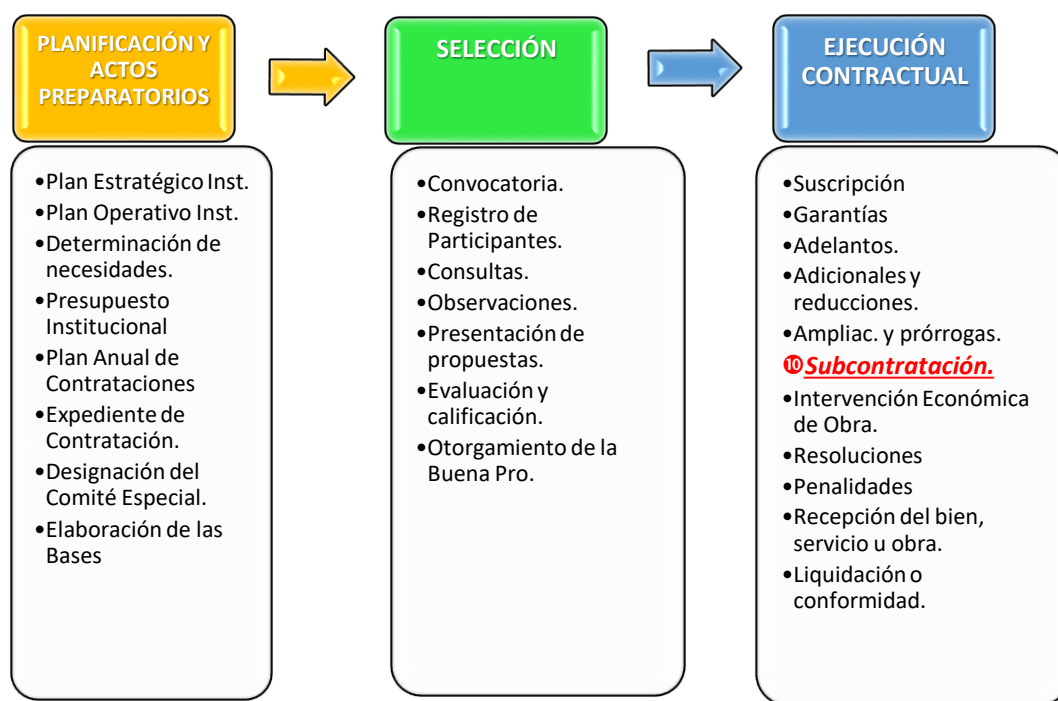 PLANIFICACIÓN Y
ACTOS
PREPARATORIOS
•Plan Estratégico Inst.
•Plan Operativo Inst.
•Determinación de
necesidades.
•Presupuesto
Institucional
•Plan Anual de
Contrataciones
•Expediente de
Contratación.
•Designación del
Comité Especial.
•Elaboración de las
Bases
SELECCIÓN
•Convocatoria.
•Registro de
Participantes.
•Consultas.
•Observaciones.
•Presentación de
propuestas.
•Evaluación y
calificación.
•Otorgamiento de la
Buena Pro.
EJECUCIÓN
CONTRACTUAL
•Suscripción
•Garantías
•Adelantos.
•Adicionales y
reducciones.
•Ampliac. y prórrogas.
❿Subcontratación.
•Intervención Económica
de Obra.
•Resoluciones
•Penalidades
•Recepción del bien,
servicio u obra.
•Liquidación o
conformidad.